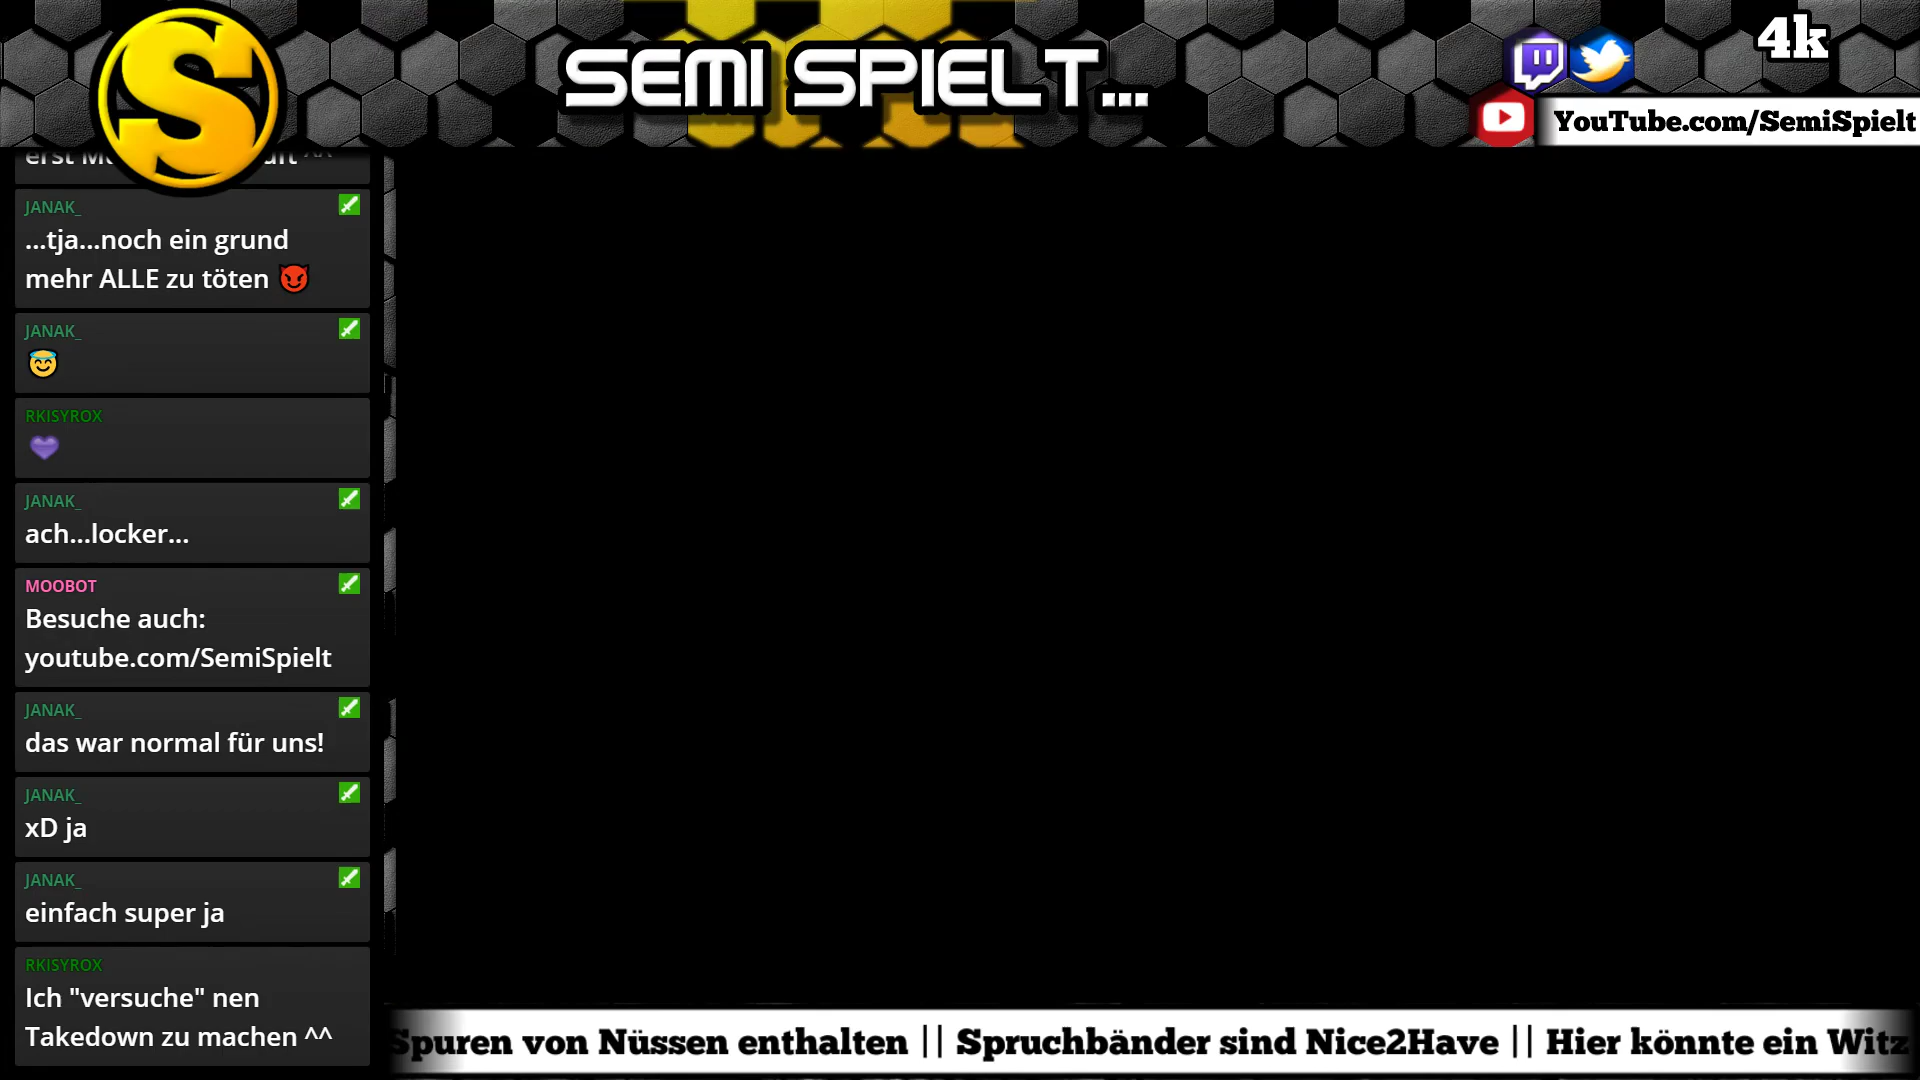 SEMI SPIELT...
4k
YouTube.com/SemiSpielt
erst
^^
JANAK_
...tja...noch ein grund
mehr ALLE zu töten 😈
JANAK_
😇
RKISYROX
💜
JANAK_
ach...locker...
MOOBOT
Besuche auch:
youtube.com/SemiSpielt
JANAK_
das war normal für uns!
JANAK_
xD ja
JANAK_
einfach super ja
RKISYROX
Ich "versuche" nen
Takedown zu machen ^^
Spuren von Nüssen enthalten || Spruchbänder sind Nice2Have || Hier könnte ein Witz